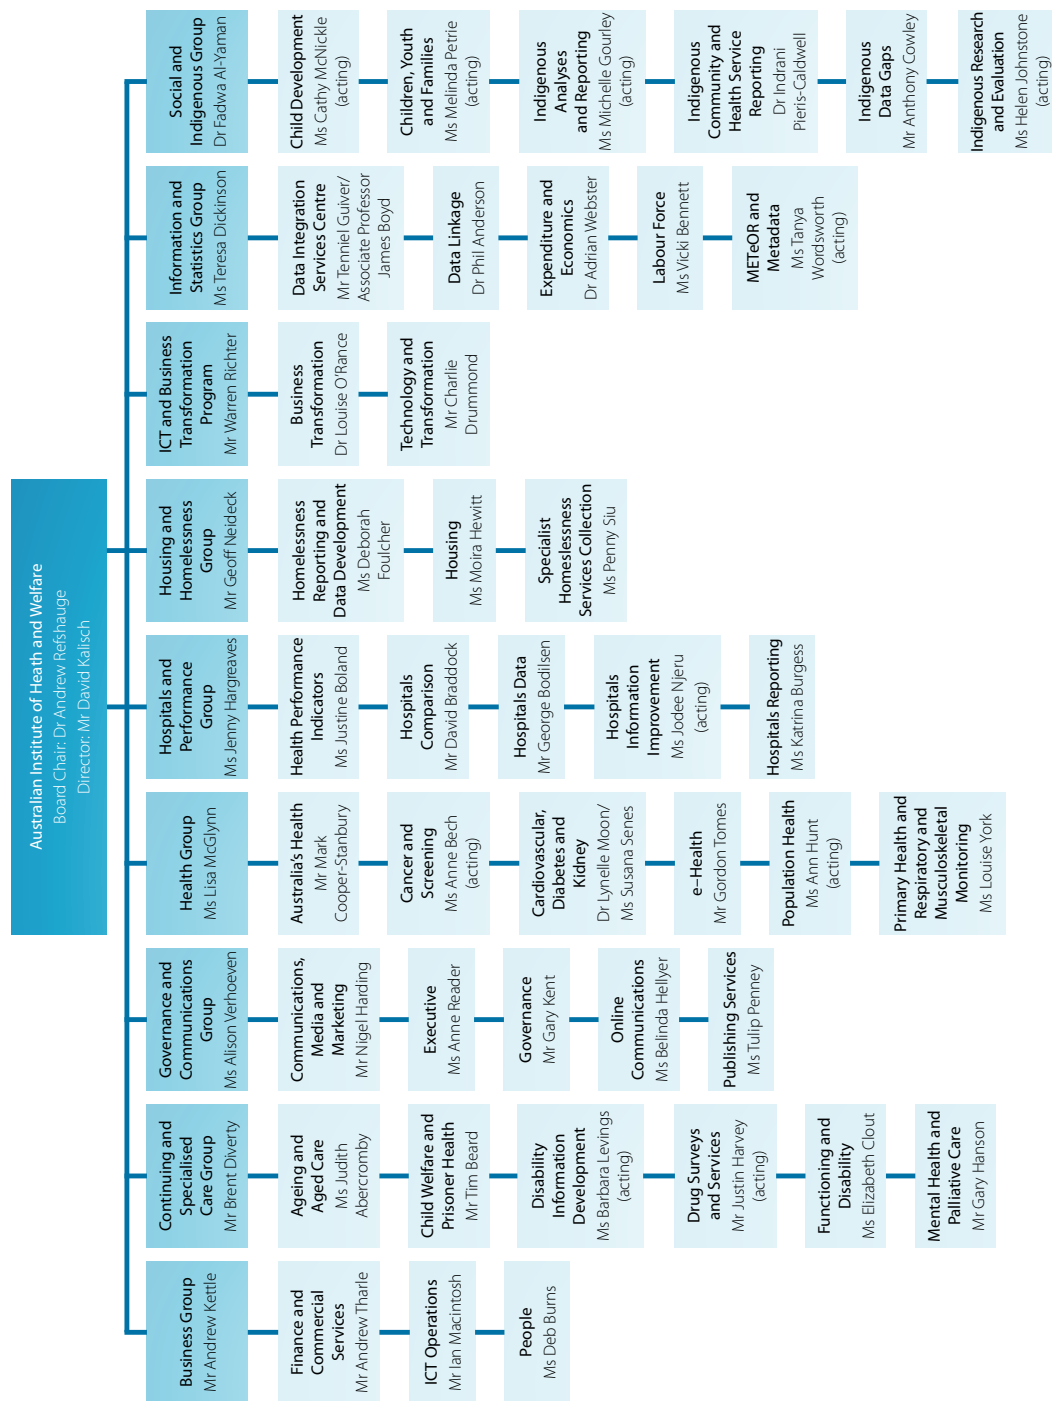 Australian Institute of Heath and Welfare
Board Chair: Dr Andrew Refshauge
Director: Mr David Kalisch
Business Group
Mr Andrew Kettle
Finance and
Commercial
Services
Mr Andrew Tharle
ICT Operations
Mr Ian Macintosh
People
Ms Deb Burns
Continuing and
Specialised
Care Group
Mr Brent Diverty
Ageing and
Aged Care
Ms Judith
Abercromby
Child Welfare and
Prisoner Health
Mr Tim Beard
Disability
Information
Development
Ms Barbara Levings
(acting)
Drug Surveys
and Services
Mr Justin Harvey
(acting)
Functioning and
Disability
Ms Elizabeth Clout
Mental Health and
Palliative Care
Mr Gary Hanson
Governance and
Communications
Group
Ms Alison Verhoeven
Communications,
Media and
Marketing
Mr Nigel Harding
Executive
Ms Anne Reader
Governance
Mr Gary Kent
Online
Communications
Ms Belinda Hellyer
Publishing Services
Ms Tulip Penney
Health Group
Ms Lisa McGlynn
Australia's Health
Mr Mark
Cooper-Stanbury
Cancer and
Screening
Ms Anne Bech
(acting)
Cardiovascular,
Diabetes and
Kidney
Dr Lynelle Moon/
Ms Susana Senes
e–Health
Mr Gordon Tomes
Population Health
Ms Ann Hunt
(acting)
Primary Health and
Respiratory and
Musculoskeletal
Monitoring
Ms Louise York
Hospitals and
Performance
Group
Ms Jenny Hargreaves
Health Performance
Indicators
Ms Justine Boland
Hospitals
Comparison
Mr David Braddock
Hospitals Data
Mr George Bodilsen
Hospitals
Information
Improvement
Ms Jodee Njeru
(acting)
Hospitals Reporting
Ms Katrina Burgess
Housing and
Homelessness
Group
Mr Geoff Neideck
Homelessness
Reporting and
Data Development
Ms Deborah
Foulcher
Housing
Ms Moira Hewitt
Specialist
Homeslessness
Services Collection
Ms Penny Siu
ICT and Business
Transformation
Program
Mr Warren Richter
Business
Transformation
Dr Louise O'Rance
Technology and
Transformation
Mr Charlie
Drummond
Information and
Statistics Group
Ms Teresa Dickinson
Data Integration
Services Centre
Mr Tenniel Guiver/
Associate Professor
James Boyd
Data Linkage
Dr Phil Anderson
Expenditure and
Economics
Dr Adrian Webster
Labour Force
Ms Vicki Bennett
METeOR and
Metadata
Ms Tanya
Wordsworth
(acting)
Social and
Indigenous Group
Dr Fadwa Al-Yaman
Child Development
Ms Cathy McNickle
(acting)
Children, Youth
and Families
Ms Melinda Petrie
(acting)
Indigenous
Analyses
and Reporting
Ms Michelle Gourley
(acting)
Indigenous
Community and
Health Service
Reporting
Dr Indrani
Pieris-Caldwell
Indigenous
Data Gaps
Mr Anthony Cowley
Indigenous Research
and Evaluation
Ms Helen Johnstone
(acting)